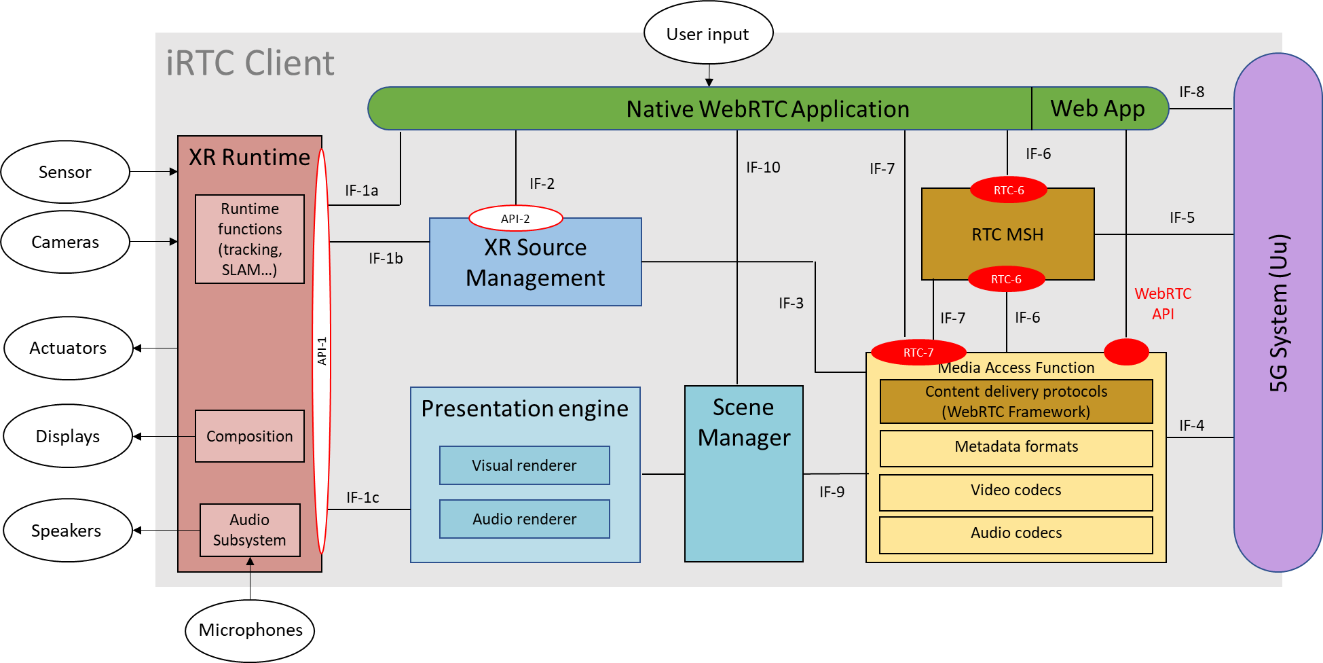 User input
iRTC Client
Native WebRTC Application
Web App
IF-8
XR Runtime
Sensor
IF-1a
IF-2
IF-10
IF-7
IF-6
RTC-6
Runtime
functions
(tracking,
SLAM...)
API-2
Cameras
IF-1b
XR Source
Management
RTC MSH
IF-5
RTC-6
IF-3
IF-7
IF-6
WebRTC
API
5G System (Uu)
Actuators
API-1
RTC-7
Media Access Function
Presentation engine
Scene
Manager
Content delivery protocols
(WebRTC Framework)
Displays
Composition
Visual renderer
Metadata formats
IF-4
IF-1c
IF-9
Video codecs
Speakers
Audio
Subsystem
Audio renderer
Audio codecs
Microphones